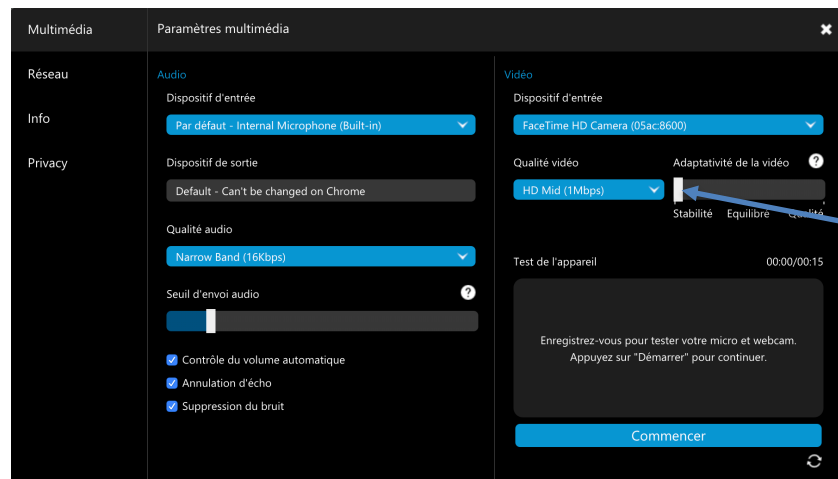 Multimédia
Paramètres multimédia
Réseau
Info
Privacy
Audio
Dispositif d'entrée
Par défaut - Internal Microphone (Built-in)
Dispositif de sortie
Default - Can't be changed on Chrome
Qualité audio
Narrow Band (16Kbps)
Seuil d'envoi audio
?
Contrôle du volume automatique
Annulation d'écho
Suppression du bruit
Vidéo
Dispositif d'entrée
FaceTime HD Camera (05ac:8600)
Qualité vidéo
Adaptativité de la vidéo
?
HD Mid (1Mbps)
Stabilité Equilibre Qualité
Test de l'appareil
00:00/00:15
Enregistrez-vous pour tester votre micro et webcam.
Appuyez sur "Démarrer" pour continuer.
Commencer